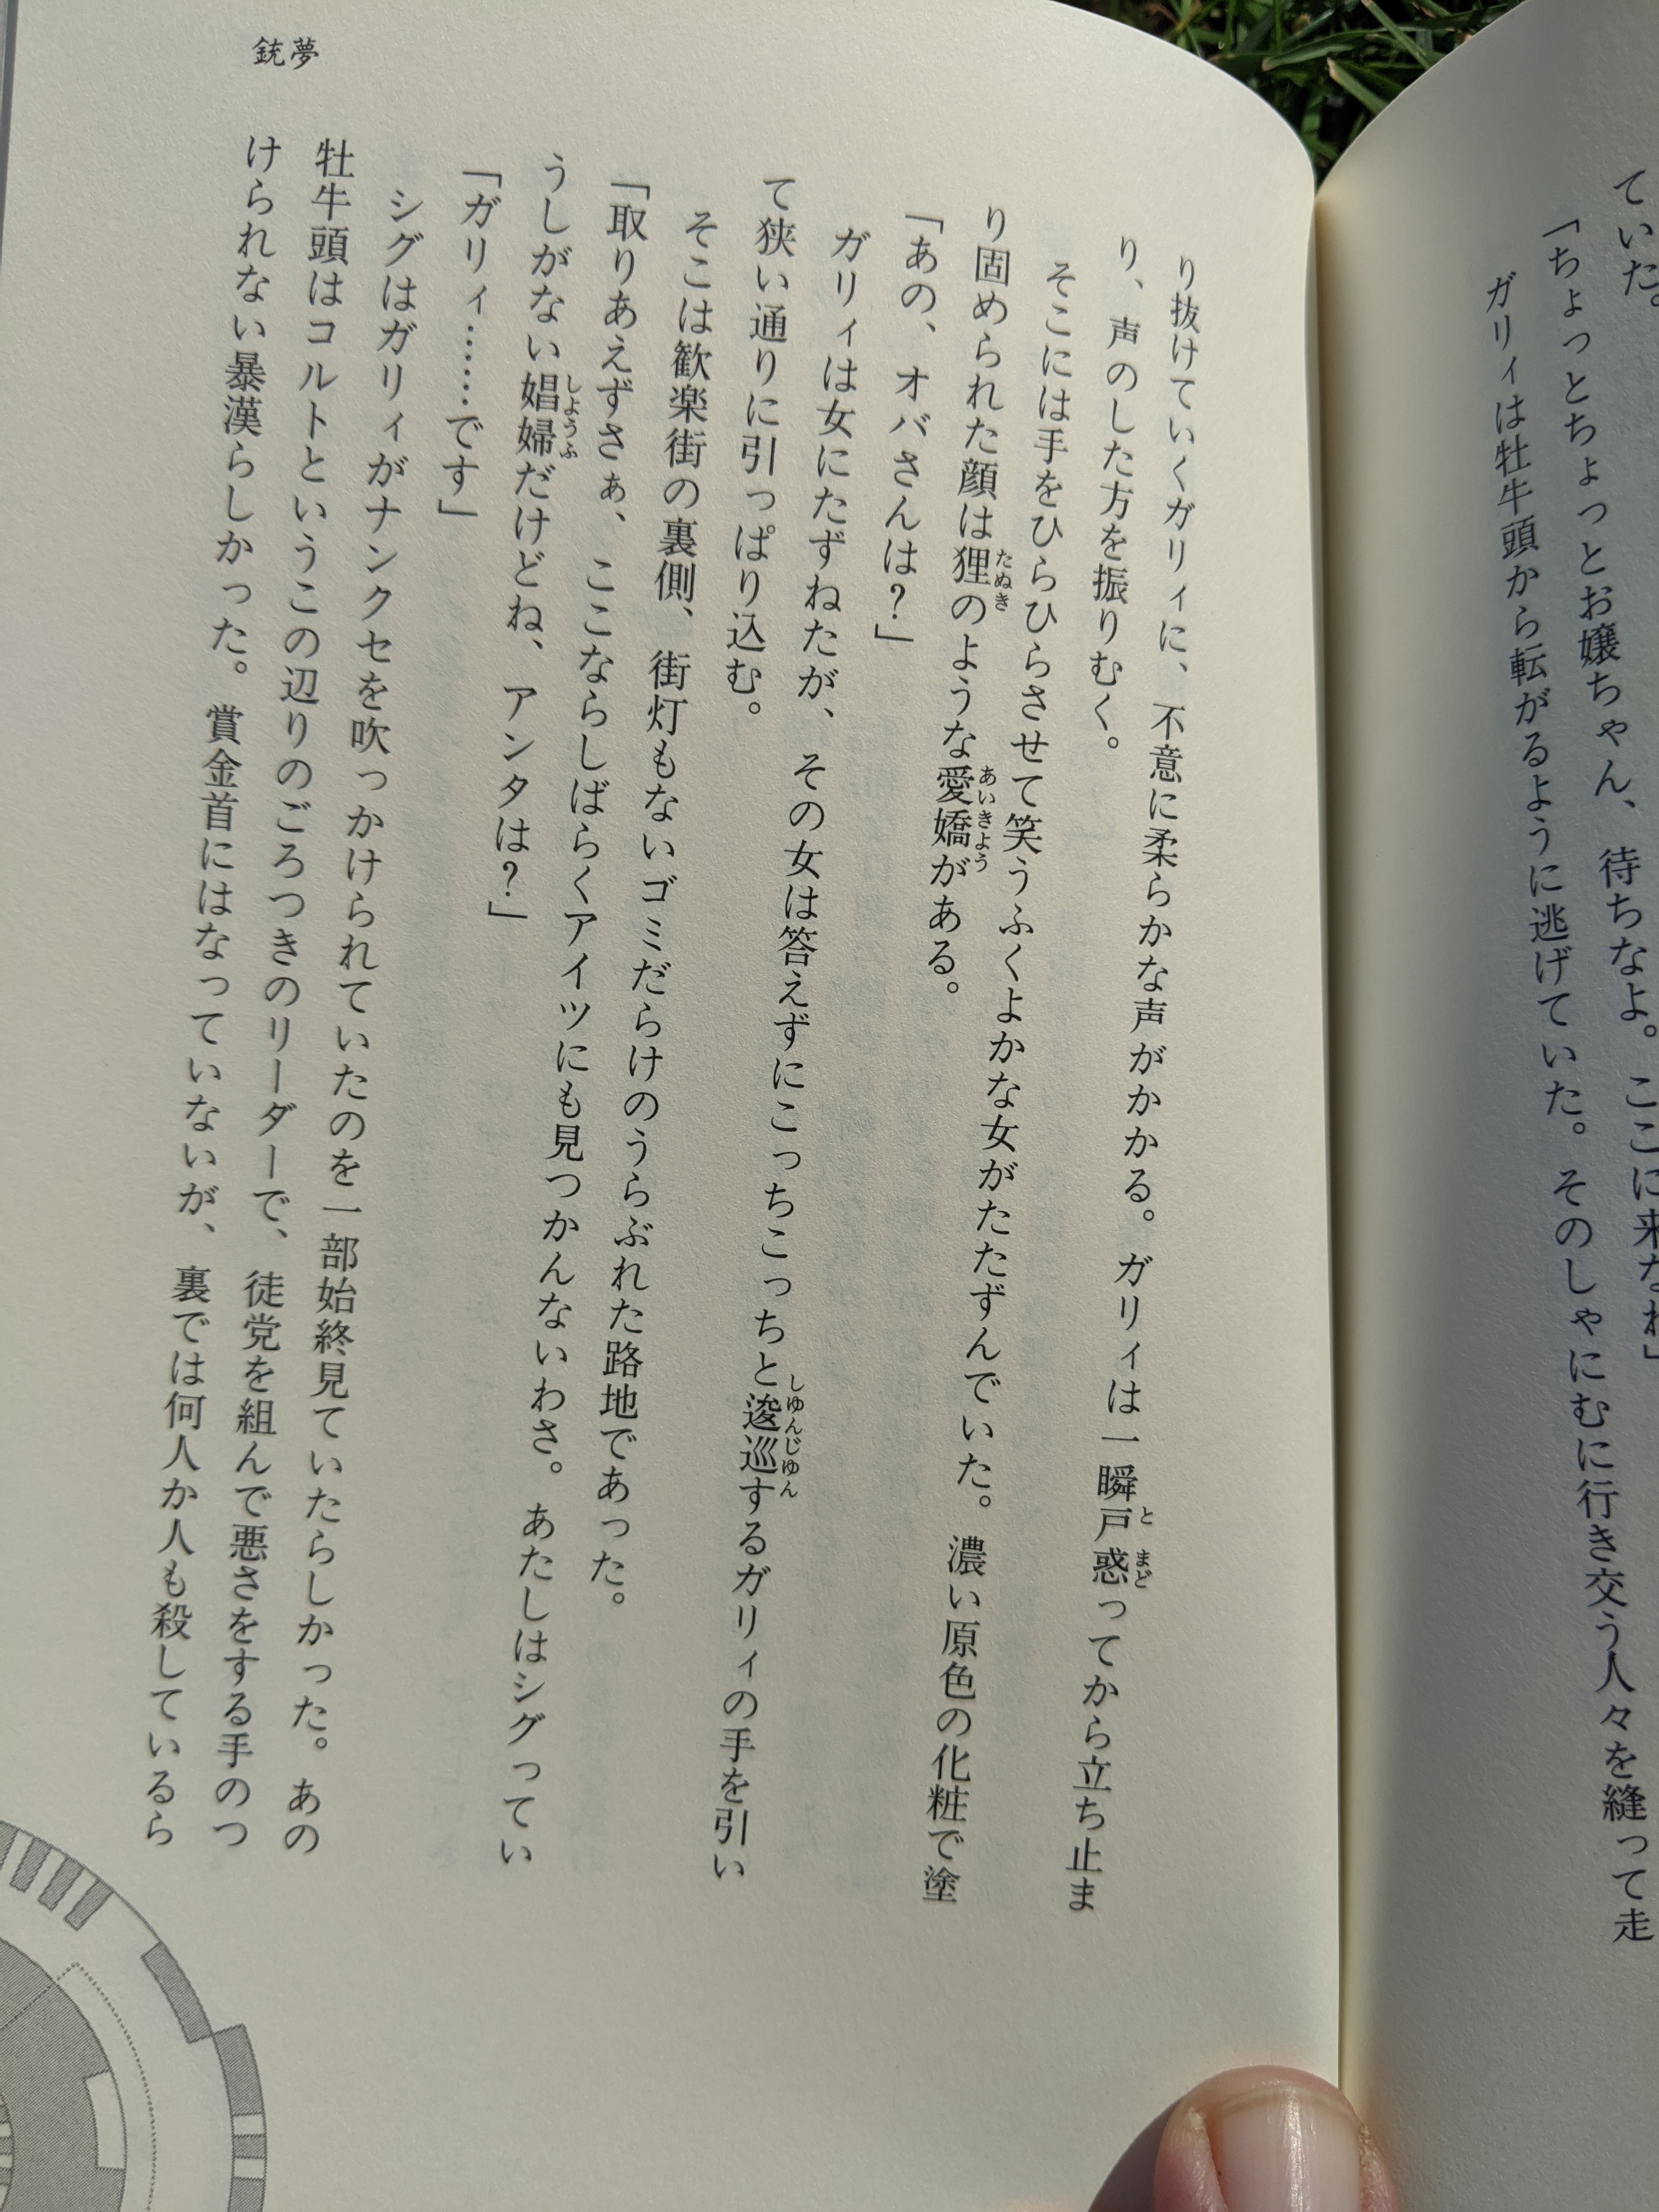 ていた。
「ちょっとちょっとお嬢ちゃん、待ちなよ。ここに来なね」
ガリィは牡牛頭から転がるように逃げていた。そのしゃにむに行き交う人々を縫って走
り抜けていくガリィに、不意に柔らかな声がかかる。ガリィは一瞬戸惑ってから立ち止ま
り、声のした方を振りむく。
そこには手をひらひらさせて笑うふくよかな女がたたずんでいた。濃い原色の化粧で塗
り固められた顔は狸のような愛嬌がある。
「あの、オバさんは?」
ガリィは女にたずねたが、その女は答えずにこっちこっちと逡巡するガリィの手を引い
て狭い通りに引っぱり込む。
そこは歓楽街の裏側、街灯もないゴミだらけのうらぶれた路地であった。
「取りあえずさぁ、ここならしばらくアイツにも見つかんないわさ。あたしはシグってい
うしがない娼婦だけどね、アンタは?」
「ガリィ……です」
シグはガリィがナンクセを吹っかけられていたのを一部始終見ていたらしかった。あの
牡牛頭はコルトというこの辺りのごろつきのリーダーで、徒党を組んで悪さをする手のつ
けられない暴漢らしかった。賞金首にはなっていないが、裏では何人か人も殺しているら
銃夢